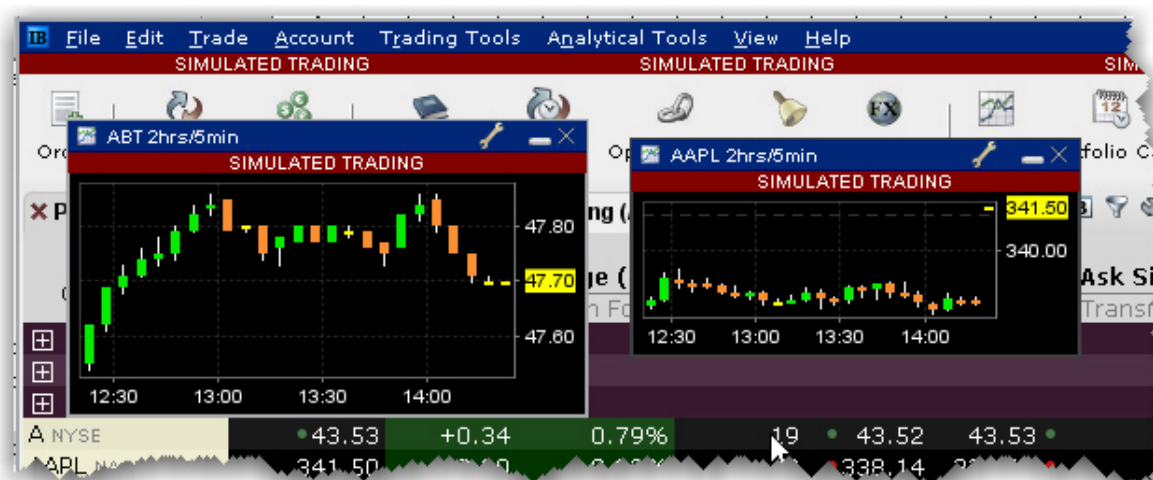 IB File Edit Trade Account Trading Tools Analytical Tools View Help
SIMULATED TRADING SIMULATED TRADING
FX 12
ABT 2hrs/5min
SIMULATED TRADING
47.80
47.70
47.60
12:30 13:00 13:30 14:00
AAPL 2hrs/5min
SIMULATED TRADING
341.50
340.00
12:30 13:00 13:30 14:00
Ask
A NYSE 43.53 +0.34 0.79% 19 43.52 43.53
AAPL 341.50 338.14